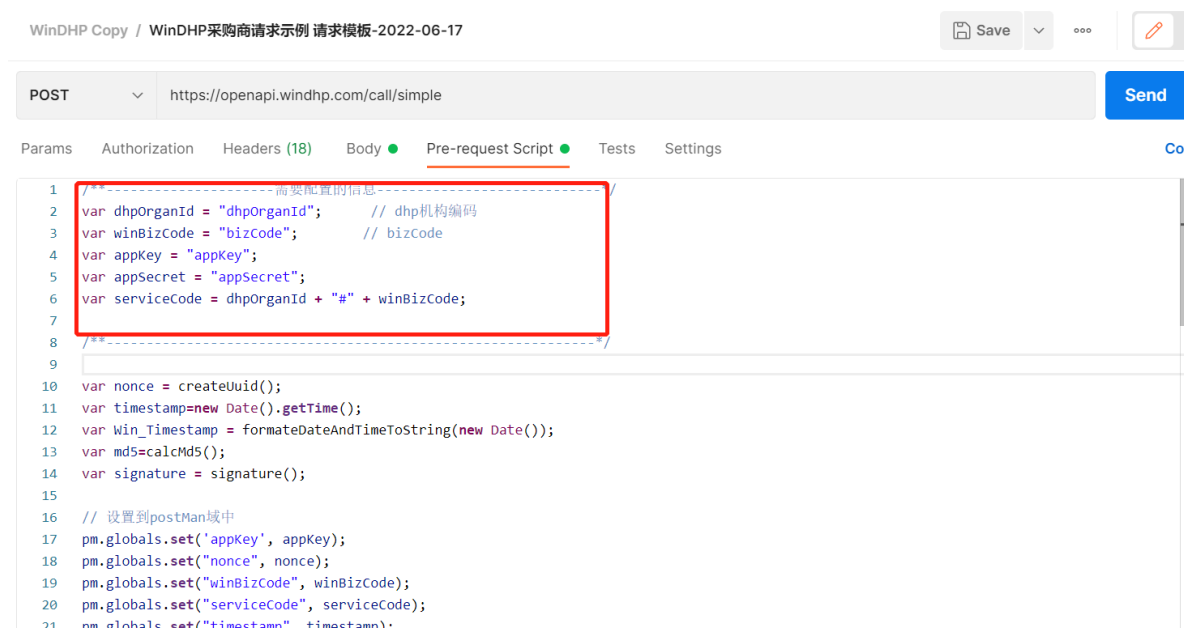 WinDHP Copy / WinDHP采购商请求示例 请求模板-2022-06-17
Save
POST
https://openapi.windhp.com/call/simple
Send
Params Authorization Headers (18) Body Pre-request Script Tests Settings Co
1 /**---------------------需要配置的信息----------------------------*/
2 var dhpOrganId = "dhpOrganId"; // dhp机构编码
3 var winBizCode = "bizCode"; // bizCode
4 var appKey = "appKey";
5 var appSecret = "appSecret";
6 var serviceCode = dhpOrganId + "#" + winBizCode;
7
8 /**-------------------------------------------------------------*/
9
10 var nonce = createUuid();
11 var timestamp=new Date().getTime();
12 var Win_Timestamp = formateDateAndTimeToString(new Date());
13 var md5=calcMd5();
14 var signature = signature();
15
16 // 设置到postMan域中
17 pm.globals.set('appKey', appKey);
18 pm.globals.set("nonce", nonce);
19 pm.globals.set("winBizCode", winBizCode);
20 pm.globals.set("serviceCode", serviceCode);
21 pm.globals.set("timestamp", timestamp);